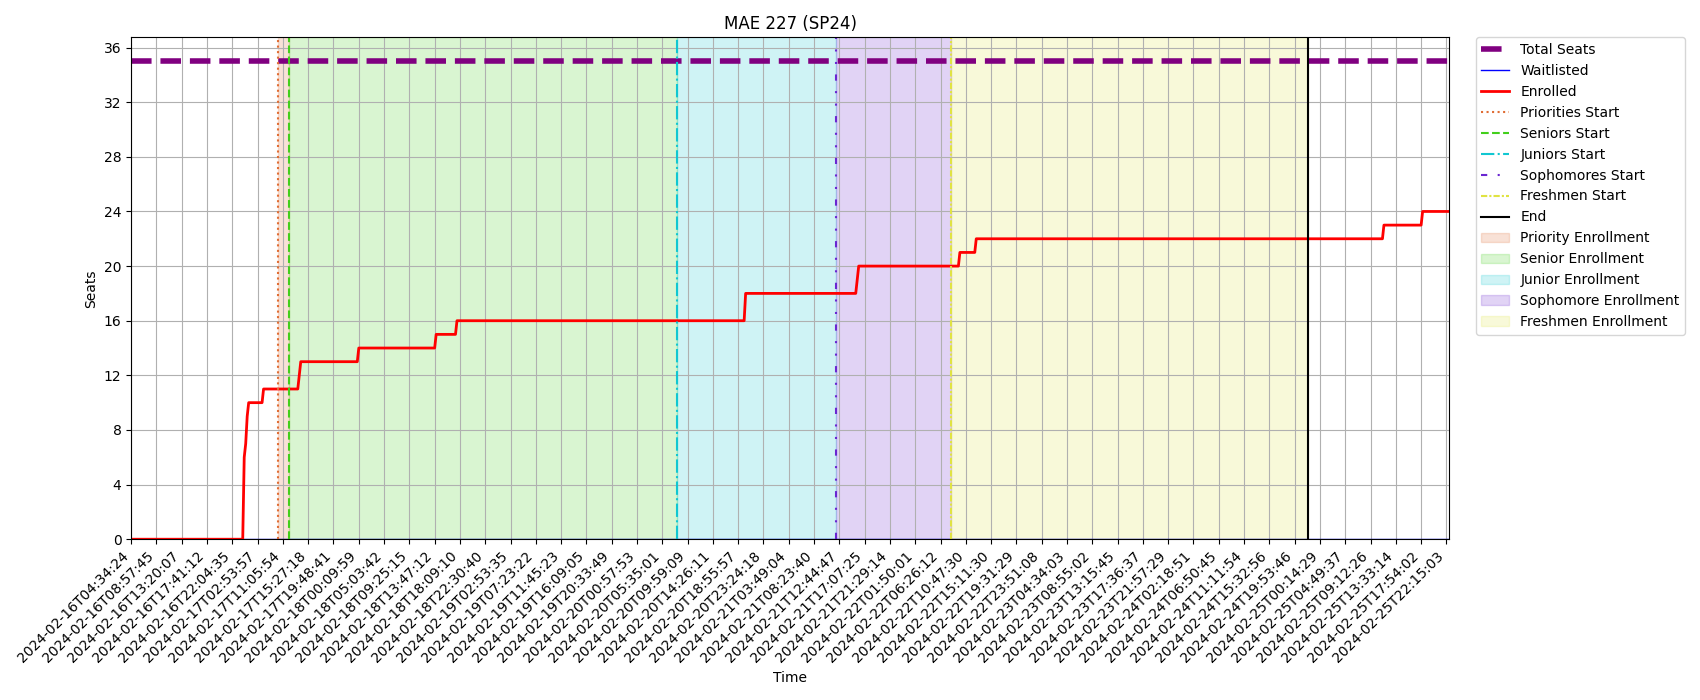 MAE 227 (SP24)
36
32
28
24
20
16
12
8
4
0
Seats
2024-02-16T04:34:24
2024-02-16T08:57:45
2024-02-16T13:20:07
2024-02-16T17:41:12
2024-02-16T22:04:35
2024-02-17T02:53:57
2024-02-17T11:05:54
2024-02-17T15:27:18
2024-02-17T19:48:41
2024-02-18T00:09:59
2024-02-18T05:03:42
2024-02-18T09:25:15
2024-02-18T13:47:12
2024-02-18T18:09:10
2024-02-18T22:30:40
2024-02-19T02:53:35
2024-02-19T07:23:22
2024-02-19T11:45:23
2024-02-19T16:09:05
2024-02-19T20:33:49
2024-02-20T00:57:53
2024-02-20T05:35:01
2024-02-20T09:59:09
2024-02-20T14:26:11
2024-02-20T18:55:57
2024-02-20T23:24:18
2024-02-21T03:49:04
2024-02-21T08:23:40
2024-02-21T12:44:47
2024-02-21T17:07:25
2024-02-21T21:29:14
2024-02-22T01:50:01
2024-02-22T06:26:12
2024-02-22T10:47:30
2024-02-22T15:11:30
2024-02-22T19:31:29
2024-02-22T23:51:08
2024-02-23T04:34:03
2024-02-23T08:55:02
2024-02-23T13:15:45
2024-02-23T17:36:37
2024-02-23T21:57:29
2024-02-24T02:18:51
2024-02-24T06:50:45
2024-02-24T11:11:54
2024-02-24T15:32:56
2024-02-24T19:53:46
2024-02-25T00:14:29
2024-02-25T04:49:37
2024-02-25T09:12:26
2024-02-25T13:33:14
2024-02-25T17:54:02
2024-02-25T22:15:03
Time
Total Seats
Waitlisted
Enrolled
Priorities Start
Seniors Start
Juniors Start
Sophomores Start
Freshmen Start
End
Priority Enrollment
Senior Enrollment
Junior Enrollment
Sophomore Enrollment
Freshmen Enrollment